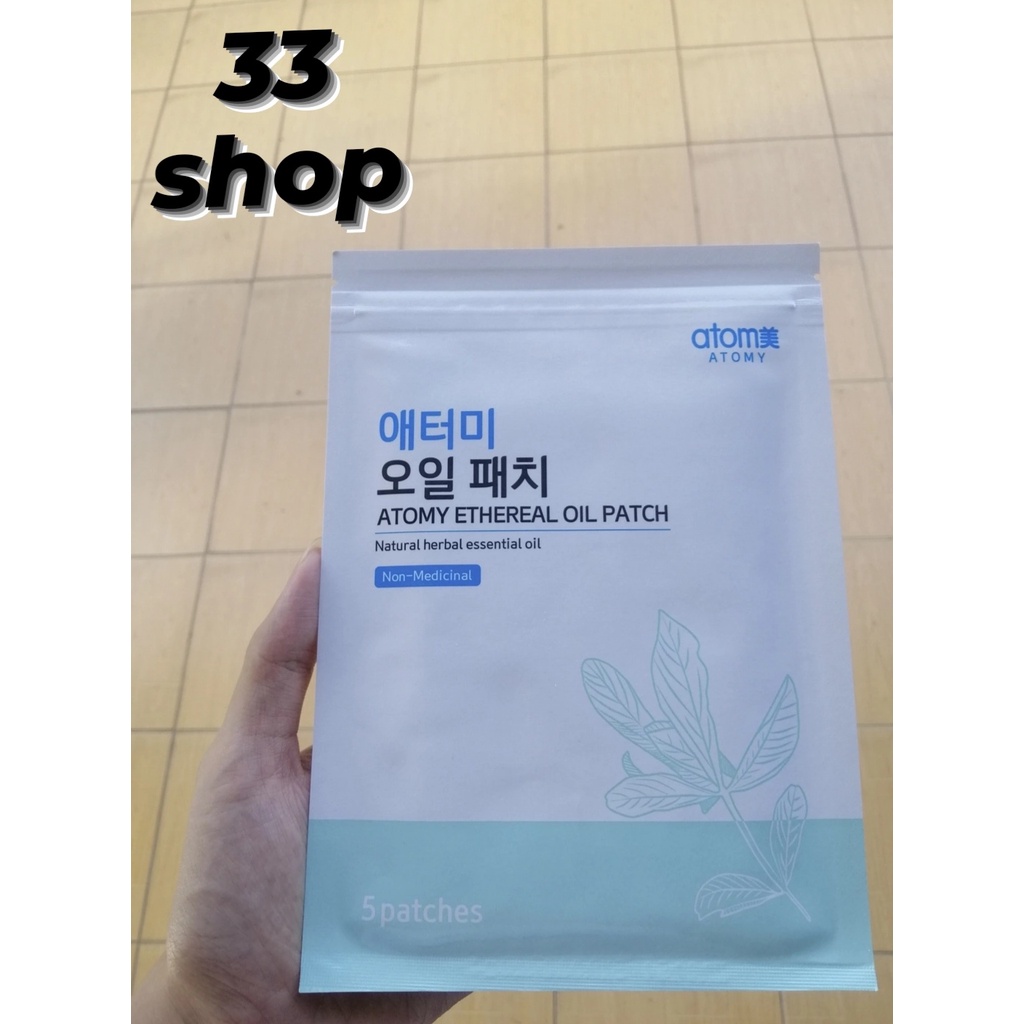 33
shop
atom美
ATOMY
애터미
오일 패치
ATOMY ETHEREAL OIL PATCH
Natural herbal essential oil
Non-Medicinal
5 patches